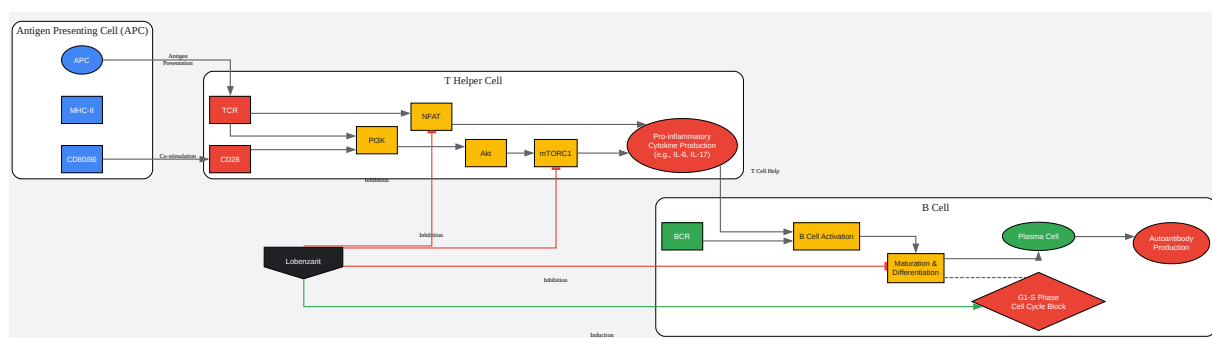 Antigen Presenting Cell (APC)
APC
MHC-II
CD80/86
Antigen
Presentation
Co-stimulation
T Helper Cell
TCR
CD28
NFAT
PI3K
Akt
mTORC1
Pro-inflammatory
Cytokine Production
(e.g., IL-6, IL-17)
Inhibition
T Cell Help
B Cell
BCR
B Cell Activation
Maturation &
Differentiation
Plasma Cell
Autoantibody
Production
G1-S Phase
Cell Cycle Block
Lobenzarit
Inhibition
Inhibition
Induction